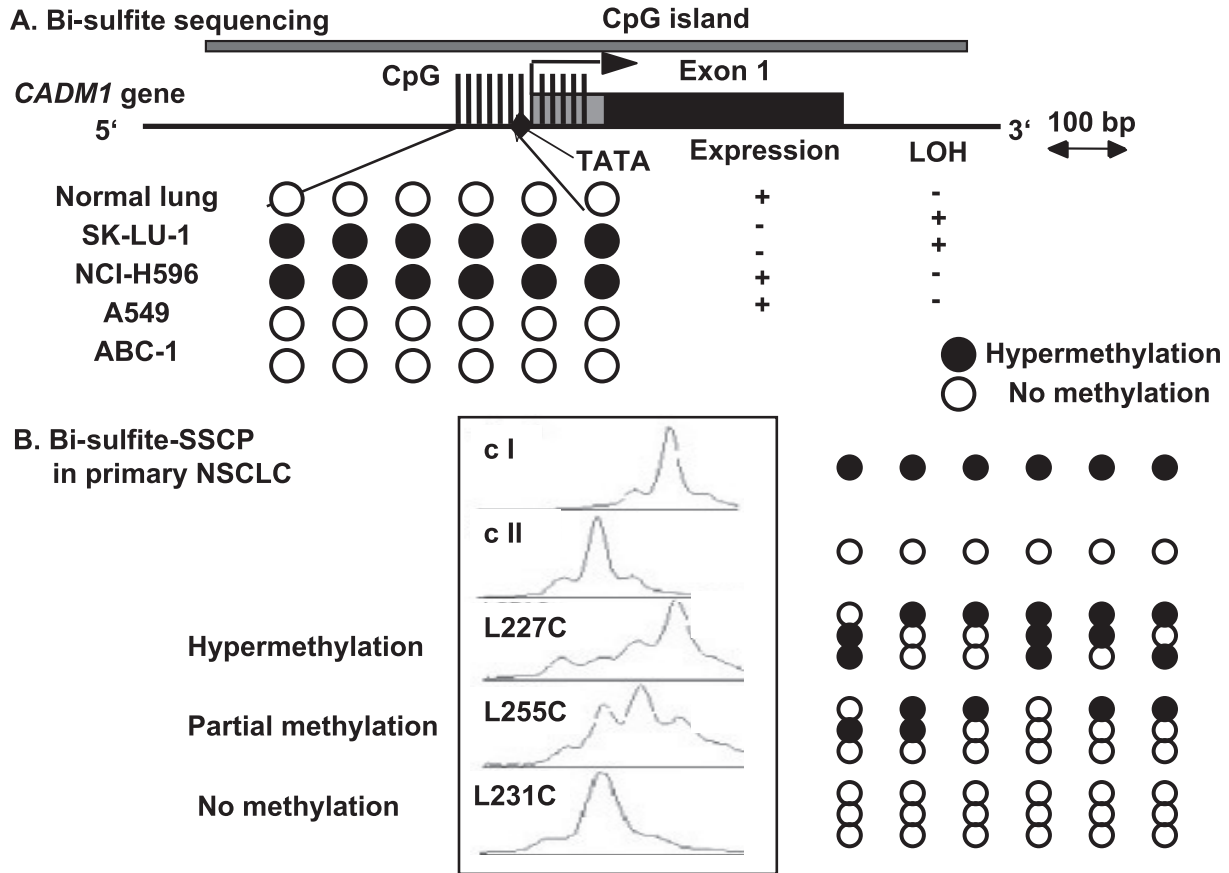 A. Bi-sulfite sequencing
CpG island
CpG
Exon 1
CADM1 gene
5‘
3‘
100 bp
TATA
Expression
LOH
Normal lung
+
-
SK-LU-1
-
+
NCI-H596
-
+
A549
+
-
ABC-1
+
-
Hypermethylation
No methylation
B. Bi-sulfite-SSCP
in primary NSCLC
c I
c II
Hypermethylation
L227C
Partial methylation
L255C
No methylation
L231C